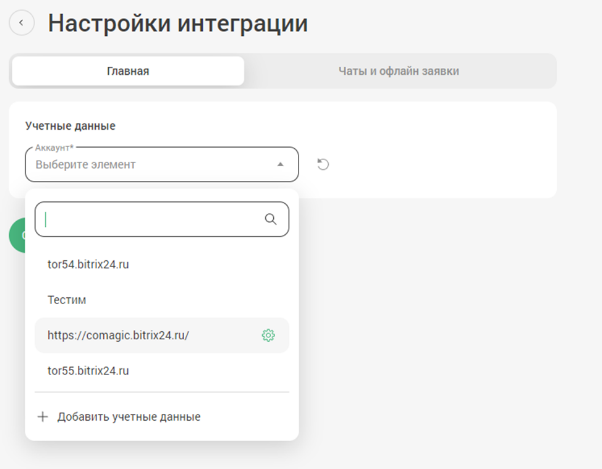 Настройки интеграции
Главная
Чаты и офлайн заявки
Учетные данные
Аккаунт*
Выберите элемент
tor54.bitrix24.ru
Тестим
https://comagic.bitrix24.ru/
tor55.bitrix24.ru
Добавить учетные данные